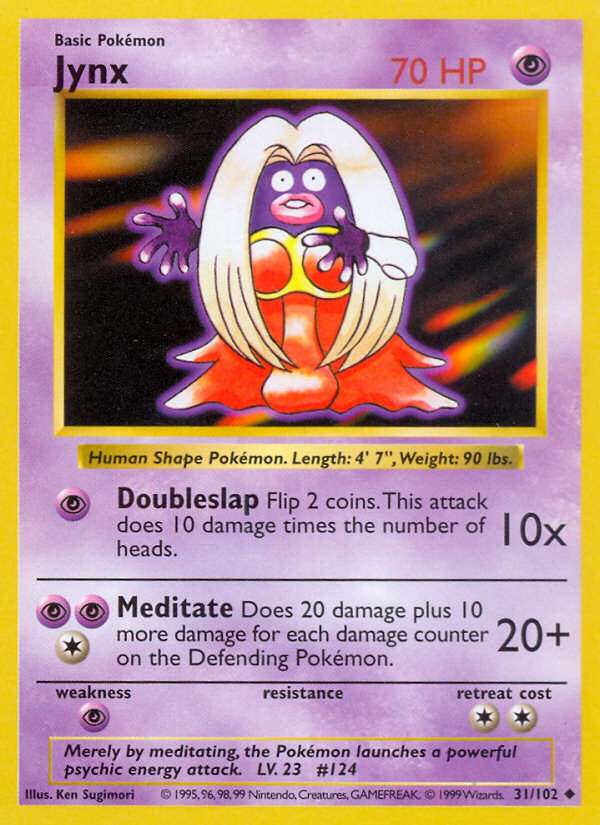 Basic Pokémon
Jynx
70 HP
Human Shape Pokémon. Length: 4' 7", Weight: 90 lbs.
Doubleslap Flip 2 coins. This attack
does 10 damage times the number of
heads.
10x
Meditate Does 20 damage plus 10
more damage for each damage counter
on the Defending Pokémon.
20+
weakness
resistance
retreat cost
Merely by meditating, the Pokémon launches a powerful
psychic energy attack. LV. 23 #124
Illus. Ken Sugimori © 1995, 96, 98, 99 Nintendo, Creatures, GAMEFREAK. © 1999 Wizards. 31/102